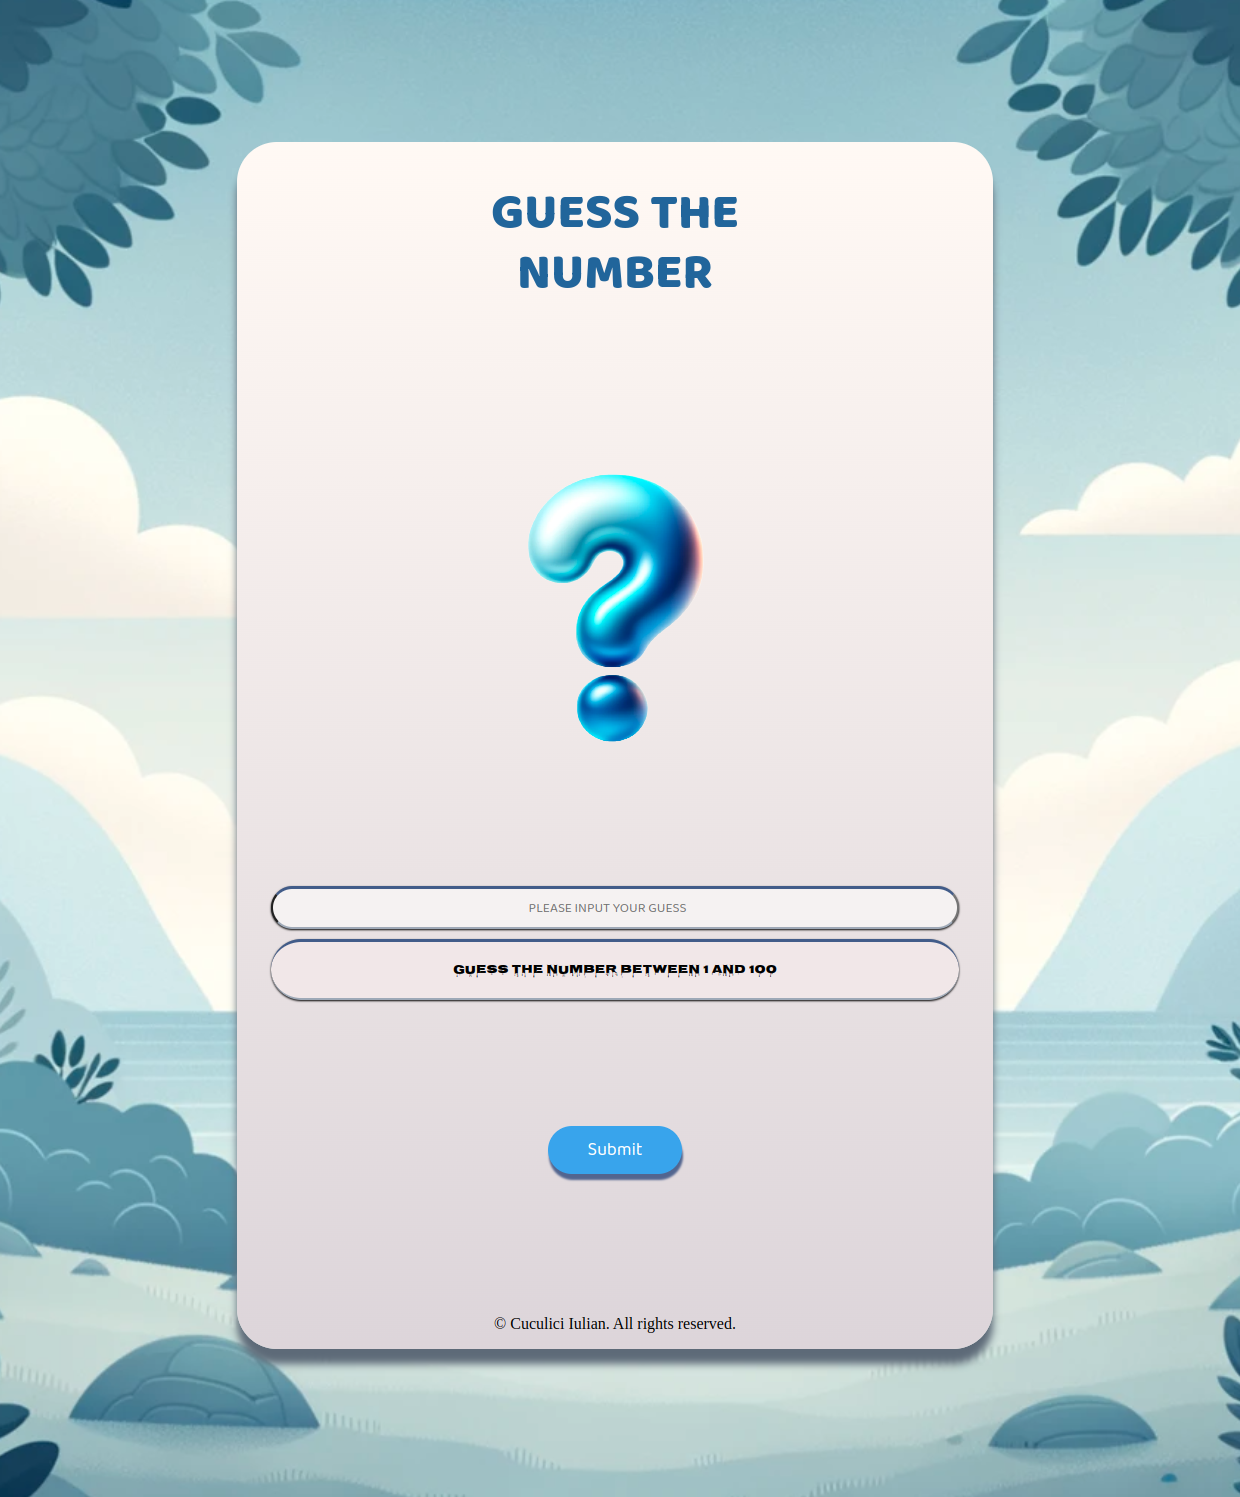 GUESS THE
NUMBER
PLEASE INPUT YOUR GUESS
GUESS THE NUMBER BETWEEN 1 AND 100
Submit
© Cuculici Iulian. All rights reserved.